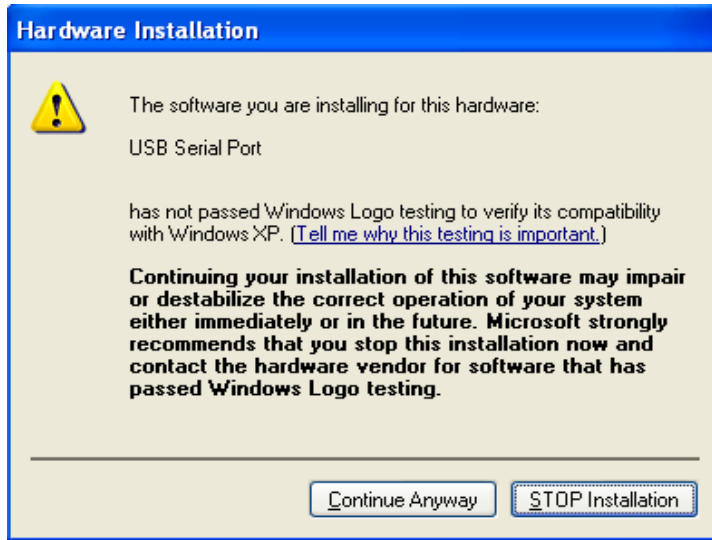 Hardware Installation
The software you are installing for this hardware:
USB Serial Port
has not passed Windows Logo testing to verify its compatibility
with Windows XP. (Tell me why this testing is important.)
Continuing your installation of this software may impair
or destabilize the correct operation of your system
either immediately or in the future. Microsoft strongly
recommends that you stop this installation now and
contact the hardware vendor for software that has
passed Windows Logo testing.
Continue Anyway
STOP Installation